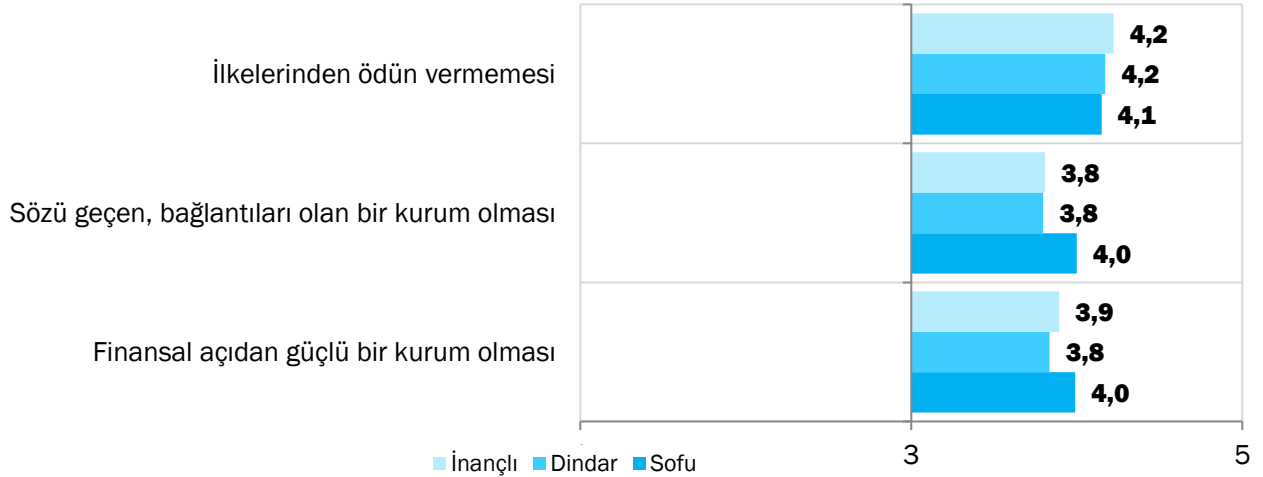 İlkelerinden ödün vermemesi
4,2
4,2
4,1
Sözü geçen, bağlantıları olan bir kurum olması
3,8
3,8
4,0
Finansal açıdan güçlü bir kurum olması
3,9
3,8
4,0
3
5
İnançlı Dindar Sofu